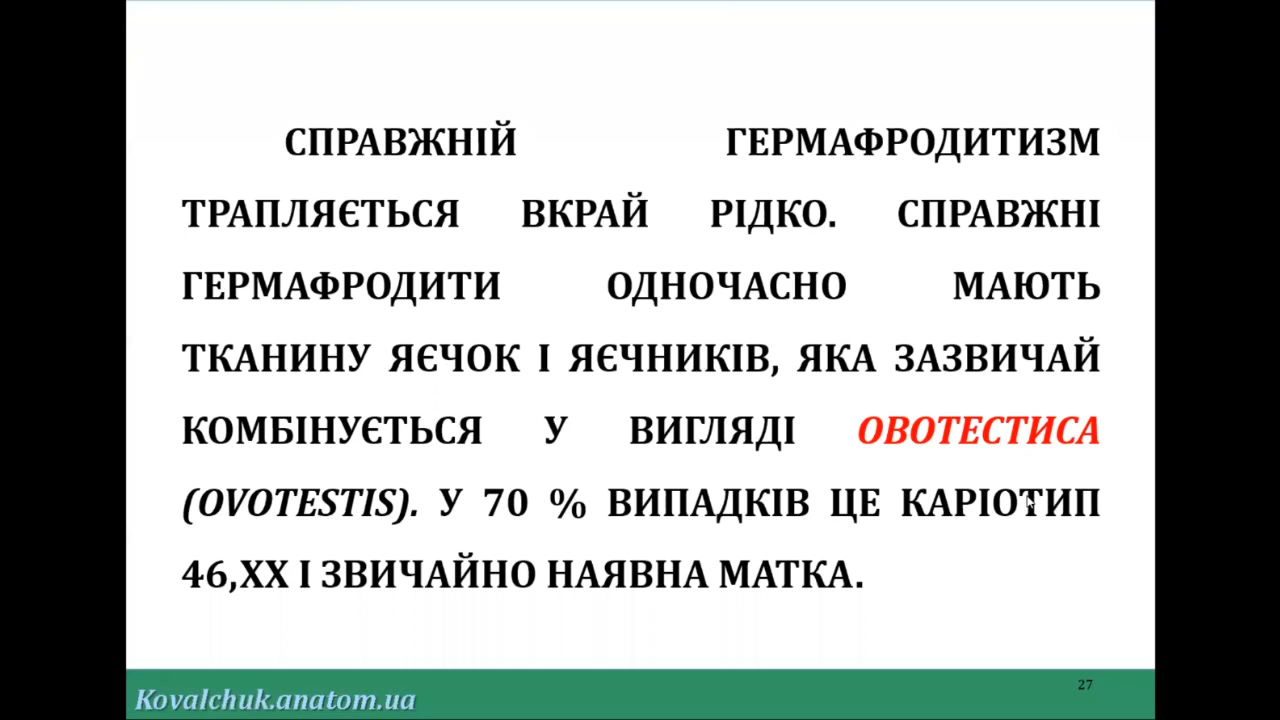 СПРАВЖНІЙ ГЕРМАФРОДИТИЗМ
ТРАПЛЯЄТЬСЯ ВКРАЙ РІДКО. СПРАВЖНІ
ГЕРМАФРОДИТИ ОДНОЧАСНО МАЮТЬ
ТКАНИНУ ЯЄЧОК І ЯЄЧНИКІВ, ЯКА ЗАЗВИЧАЙ
КОМБІНУЄТЬСЯ У ВИГЛЯДІ ОВОТЕСТИСА
(OVOTESTIS). У 70 % ВИПАДКІВ ЦЕ КАРІОТИП
46,ХХ І ЗВИЧАЙНО НАЯВНА МАТКА.
27
Kovalchuk.anatom.ua